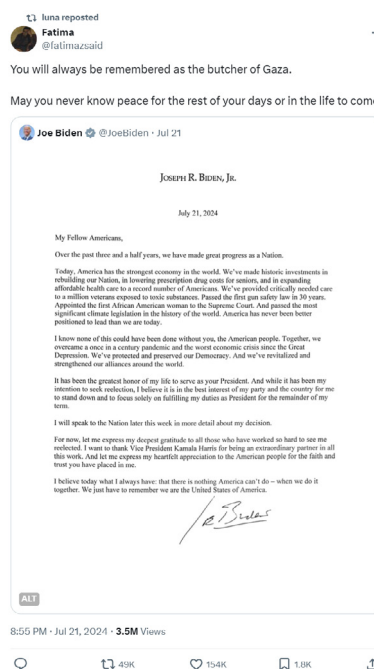 luna reposted
Fatima
@fatimazsaid
You will always be remembered as the butcher of Gaza.
May you never know peace for the rest of your days or in the life to com
Joe Biden @JoeBiden · Jul 21
JOSEPH R. BIDEN, JR.
July 21, 2024
My Fellow Americans,
Over the past three and a half years, we have made great progress as a Nation.
Today, America has the strongest economy in the world. We've made historic investments in
rebuilding our Nation, in lowering prescription drug costs for seniors, and in expanding
affordable health care to a record number of Americans. We've provided critically needed care
to a million veterans exposed to toxic substances. Passed the first gun safety law in 30 years.
Appointed the first African American woman to the Supreme Court. And passed the most
significant climate legislation in the history of the world. America has never been better
positioned to lead than we are today.
I know none of this could have been done without you, the American people. Together, we
overcame a once in a century pandemic and the worst economic crisis since the Great
Depression. We've protected and preserved our Democracy. And we've revitalized and
strengthened our alliances around the world.
It has been the greatest honor of my life to serve as your President. And while it has been my
intention to seek reelection, I believe it is in the best interest of my party and the country for me
to stand down and to focus solely on fulfilling my duties as President for the remainder of my
term.
I will speak to the Nation later this week in more detail about my decision.
For now, let me express my deepest gratitude to all those who have worked so hard to see me
reelected. I want to thank Vice President Kamala Harris for being an extraordinary partner in all
this work. And let me express my heartfelt appreciation to the American people for the faith and
trust you have placed in me.
I believe today what I always have: that there is nothing America can't do – when we do it
together. We just have to remember we are the United States of America.
Joe Biden
ALT
8:55 PM · Jul 21, 2024 · 3.5M Views
49K 154K 1.8K